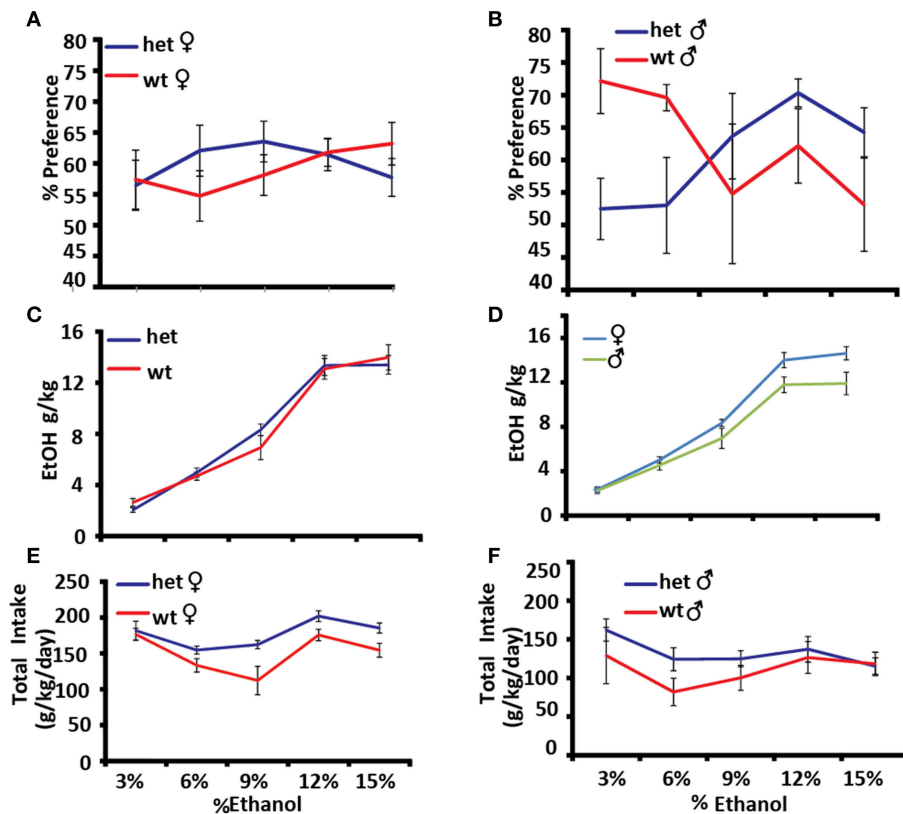 A
80
75
70
65
60
55
50
45
40
% Preference
het ♀
wt ♀
B
80
75
70
65
60
55
50
45
40
% Preference
het ♂
wt ♂
C
16
12
8
4
0
EtOH g/kg
het
wt
D
16
12
8
4
0
EtOH g/kg
♀
♂
E
250
200
150
100
50
0
Total Intake
(g/kg/day)
het ♀
wt ♀
3% 6% 9% 12% 15%
%Ethanol
F
250
200
150
100
50
0
Total Intake
(g/kg/day)
het ♂
wt ♂
3% 6% 9% 12% 15%
% Ethanol